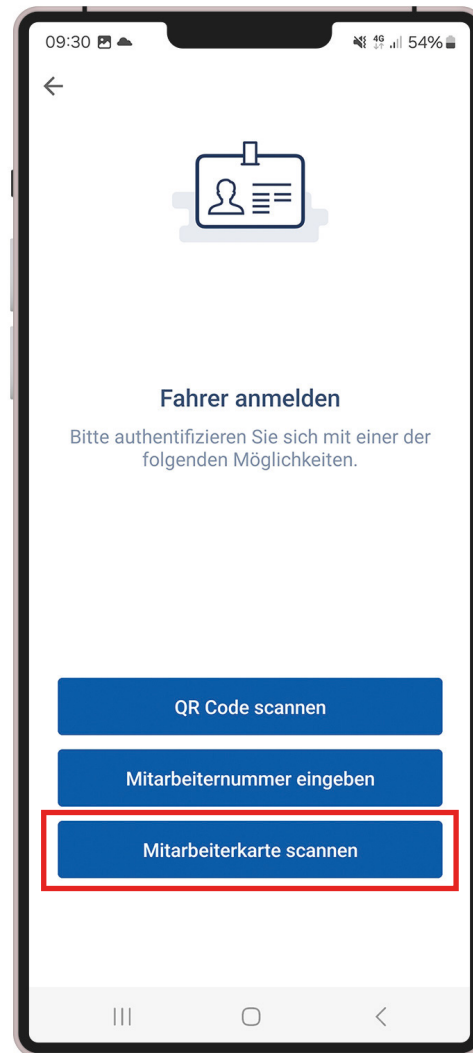 09:30 4G 54%
Fahrer anmelden
Bitte authentifizieren Sie sich mit einer der
folgenden Möglichkeiten.
QR Code scannen
Mitarbeiternummer eingeben
Mitarbeiterkarte scannen